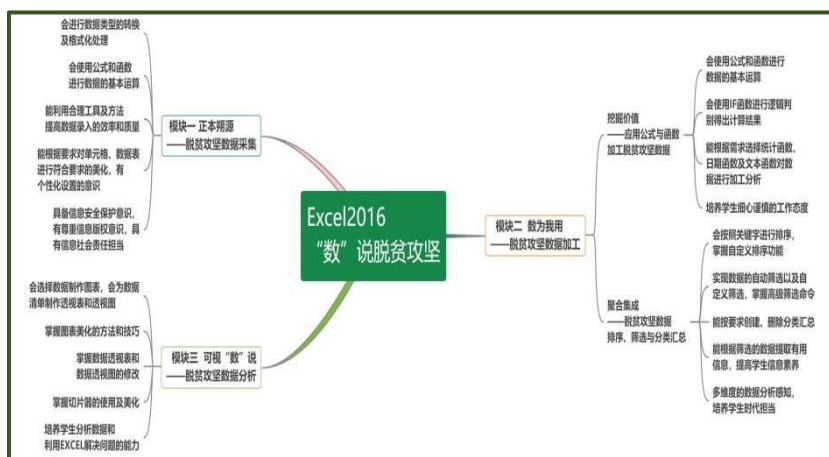 会进行数据类型的转换
及格式化处理
会使用公式和函数
进行数据的基本运算
能利用合理工具及方法
提高数据录入的效率和质量
能根据要求对单元格、数据表
进行符合要求的美化，有
个性化设置的意识
具备信息安全保护意识，
有尊重信息版权意识，具
有信息社会责任担当
模块一 正本朔源
——脱贫攻坚数据采集
会选择数据制作图表，会为数据
清单制作透视表和透视图
掌握图表美化的方法和技巧
掌握数据透视表和
数据透视图的修改
掌握切片器的使用及美化
培养学生分析数据和
利用EXCEL解决问题的能力
模块三 可视“数”说
——脱贫攻坚数据分析
Excel2016
“数”说脱贫攻坚
模块二 数为我用
——脱贫攻坚数据加工
挖掘价值
——应用公式与函数
加工脱贫攻坚数据
会使用公式和函数进行
数据的基本运算
会使用IF函数进行逻辑判
别得出计算结果
能根据需求选择统计函数、
日期函数及文本函数对数
据进行加工分析
培养学生细心谨慎的工作态度
聚合集成
——脱贫攻坚数据
排序、筛选与分类汇总
会按照关键字进行排序，
掌握自定义排序功能
实现数据的自动筛选以及自
定义筛选，掌握高级筛选命令
能按要求创建、删除分类汇总
能根据筛选的数据提取有用
信息，提高学生信息素养
多维度的数据分析感知，
培养学生时代担当